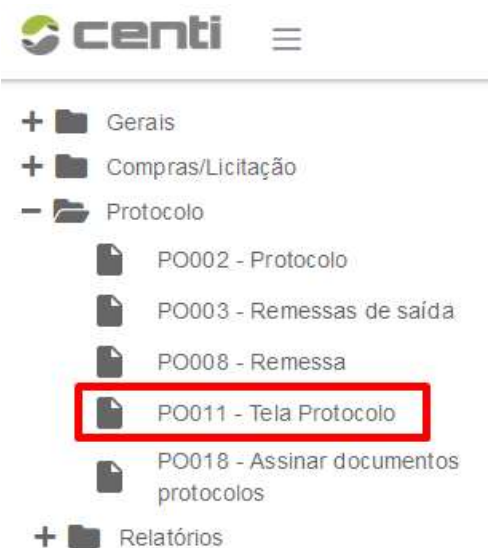 centi
Gerais
Compras/Licitação
Protocolo
PO002 - Protocolo
PO003 - Remessas de saída
PO008 - Remessa
PO011 - Tela Protocolo
PO018 - Assinar documentos
protocolos
Relatórios